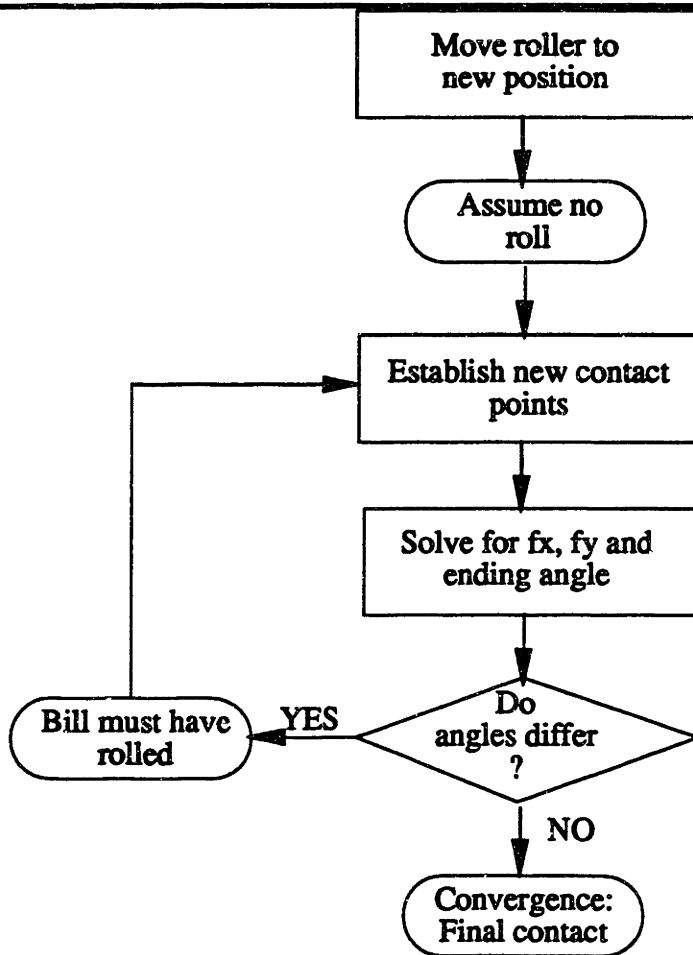 Move roller to
new position
Assume no
roll
Establish new contact
points
Solve for fx, fy and
ending angle
Do
angles differ
?
YES
Bill must have
rolled
NO
Convergence:
Final contact